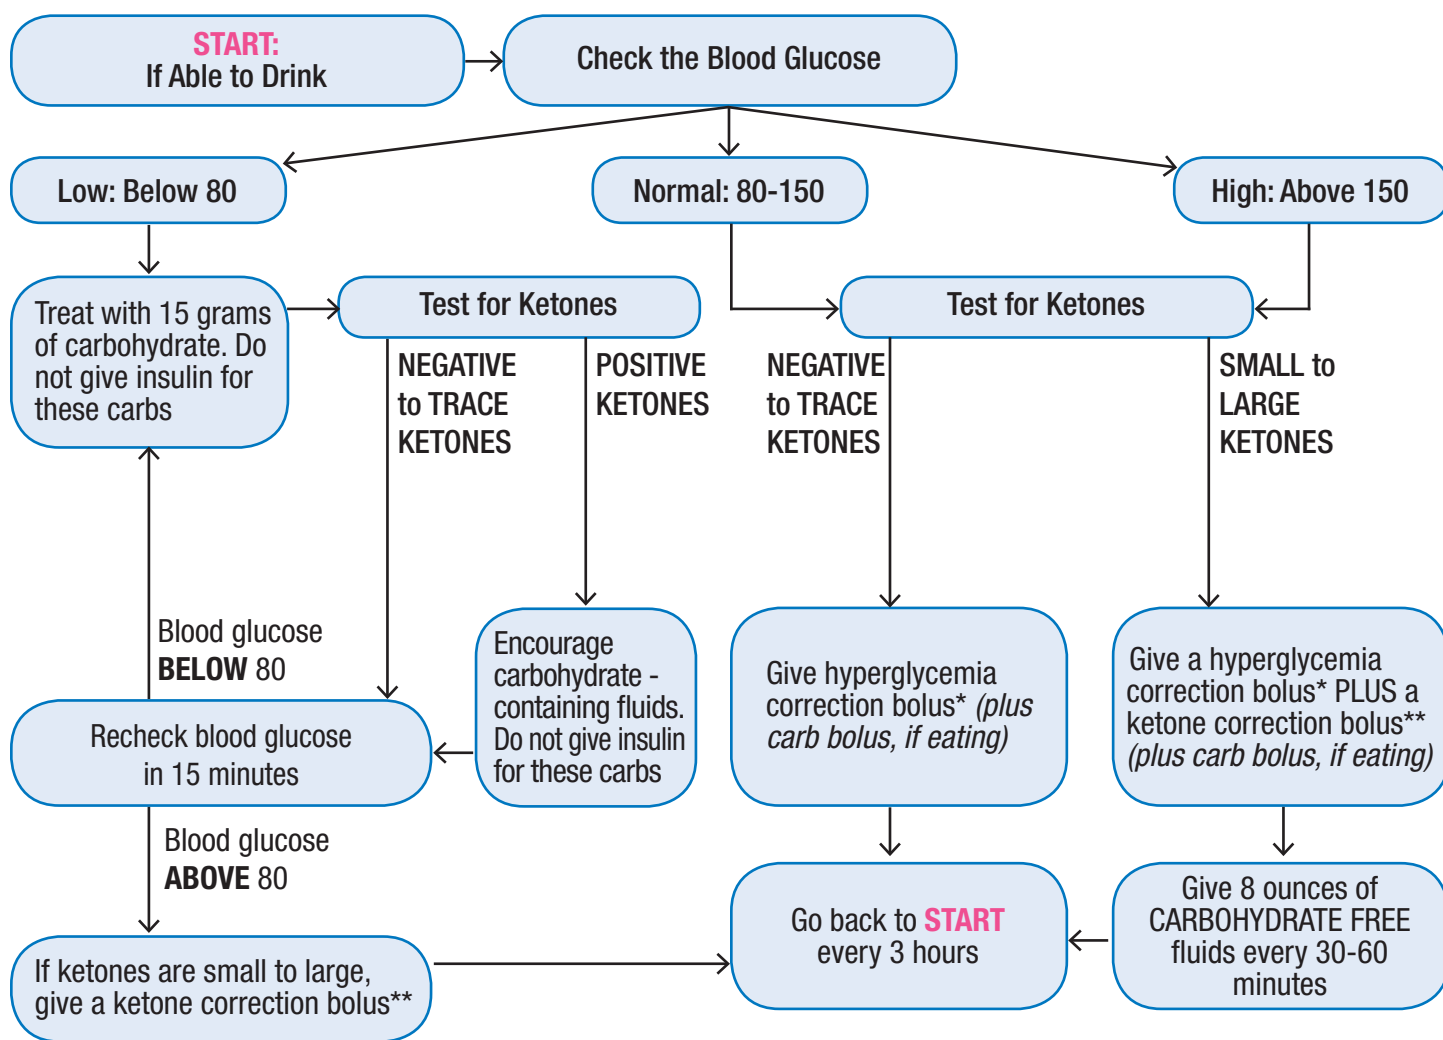 START:
If Able to Drink
Check the Blood Glucose
Low: Below 80
Normal: 80-150
High: Above 150
Treat with 15 grams
of carbohydrate. Do
not give insulin for
these carbs
Test for Ketones
Test for Ketones
NEGATIVE
to TRACE
KETONES
POSITIVE
KETONES
NEGATIVE
to TRACE
KETONES
SMALL to
LARGE
KETONES
Blood glucose
BELOW 80
Encourage
carbohydrate -
containing fluids.
Do not give insulin
for these carbs
Give hyperglycemia
correction bolus* (plus
carb bolus, if eating)
Give a hyperglycemia
correction bolus* PLUS a
ketone correction bolus**
(plus carb bolus, if eating)
Recheck blood glucose
in 15 minutes
Blood glucose
ABOVE 80
If ketones are small to large,
give a ketone correction bolus**
Go back to START
every 3 hours
Give 8 ounces of
CARBOHYDRATE FREE
fluids every 30-60
minutes